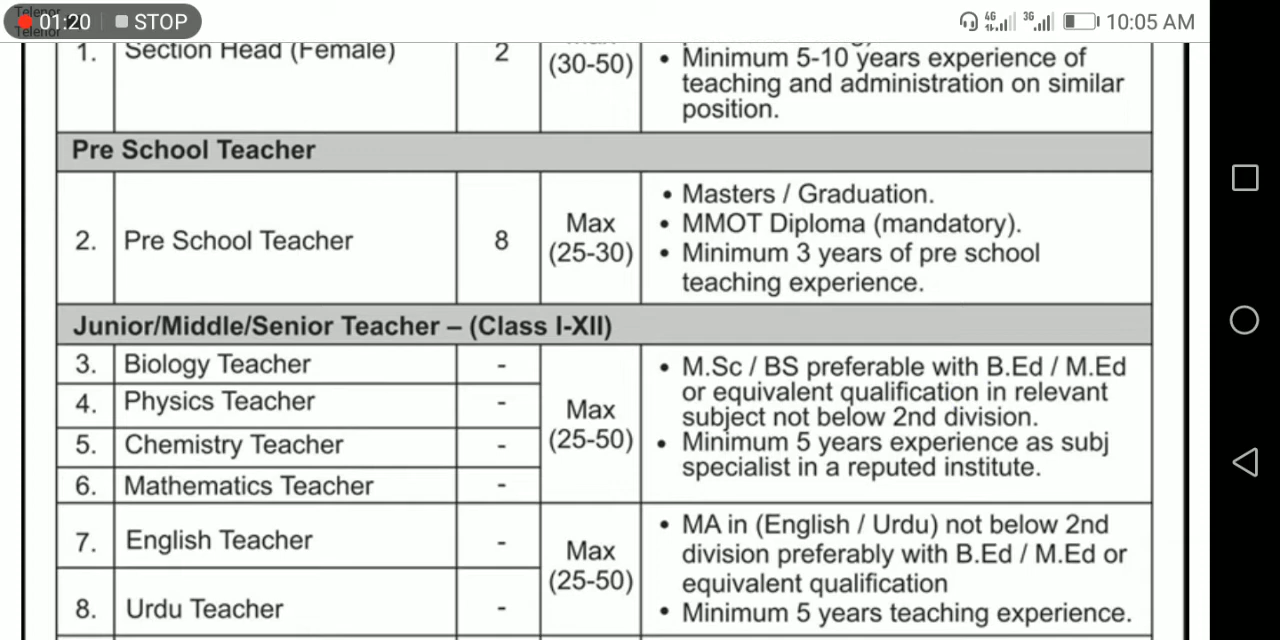 Telenor
01:20 STOP
Telenor
4G 3G 10:05 AM
1. Section Head (Female) 2 (30-50)
• Minimum 5-10 years experience of
teaching and administration on similar
position.
Pre School Teacher
2. Pre School Teacher 8 Max
(25-30)
• Masters / Graduation.
• MMOT Diploma (mandatory).
• Minimum 3 years of pre school
teaching experience.
Junior/Middle/Senior Teacher – (Class I-XII)
3. Biology Teacher -
4. Physics Teacher -
5. Chemistry Teacher -
6. Mathematics Teacher -
Max
(25-50)
• M.Sc / BS preferable with B.Ed / M.Ed
or equivalent qualification in relevant
subject not below 2nd division.
• Minimum 5 years experience as subj
specialist in a reputed institute.
7. English Teacher -
8. Urdu Teacher -
Max
(25-50)
• MA in (English / Urdu) not below 2nd
division preferably with B.Ed / M.Ed or
equivalent qualification
• Minimum 5 years teaching experience.